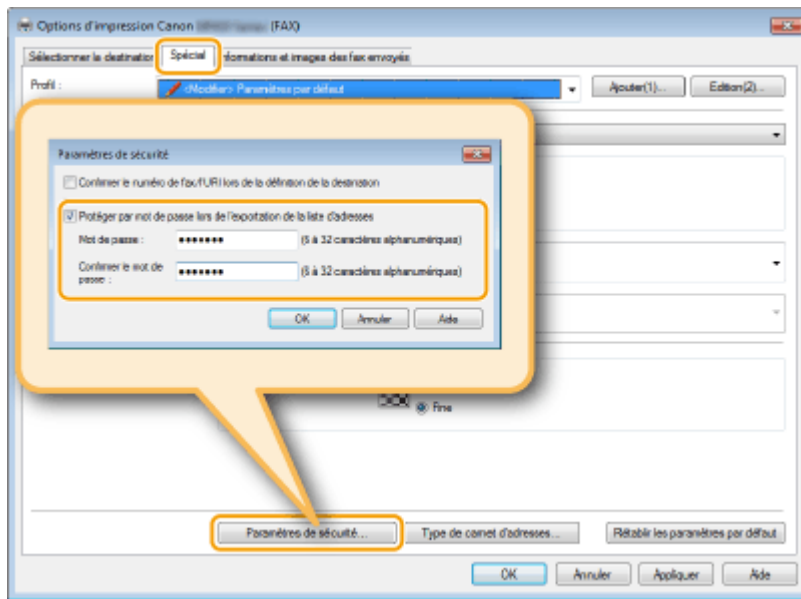 Options d'impression Canon (FAX)
Sélectionner la destination Spécial nformations et images des fax envoyés
Profil : <Modifier> Paramètres par défaut Ajouter(1)... Edition(2)...
Paramètres de sécurité
Confirmer le numéro de fax/l'URI lors de la définition de la destination
Protéger par mot de passe lors de l'exportation de la liste d'adresses
Mot de passe : ••••••• (6 à 32 caractères alphanumériques)
Confirmer le mot de
passe : ••••••• (6 à 32 caractères alphanumériques)
OK Annuler Aide
Fine
Paramètres de sécurité... Type de carnet d'adresses... Rétablir les paramètres par défaut
OK Annuler Appliquer Aide